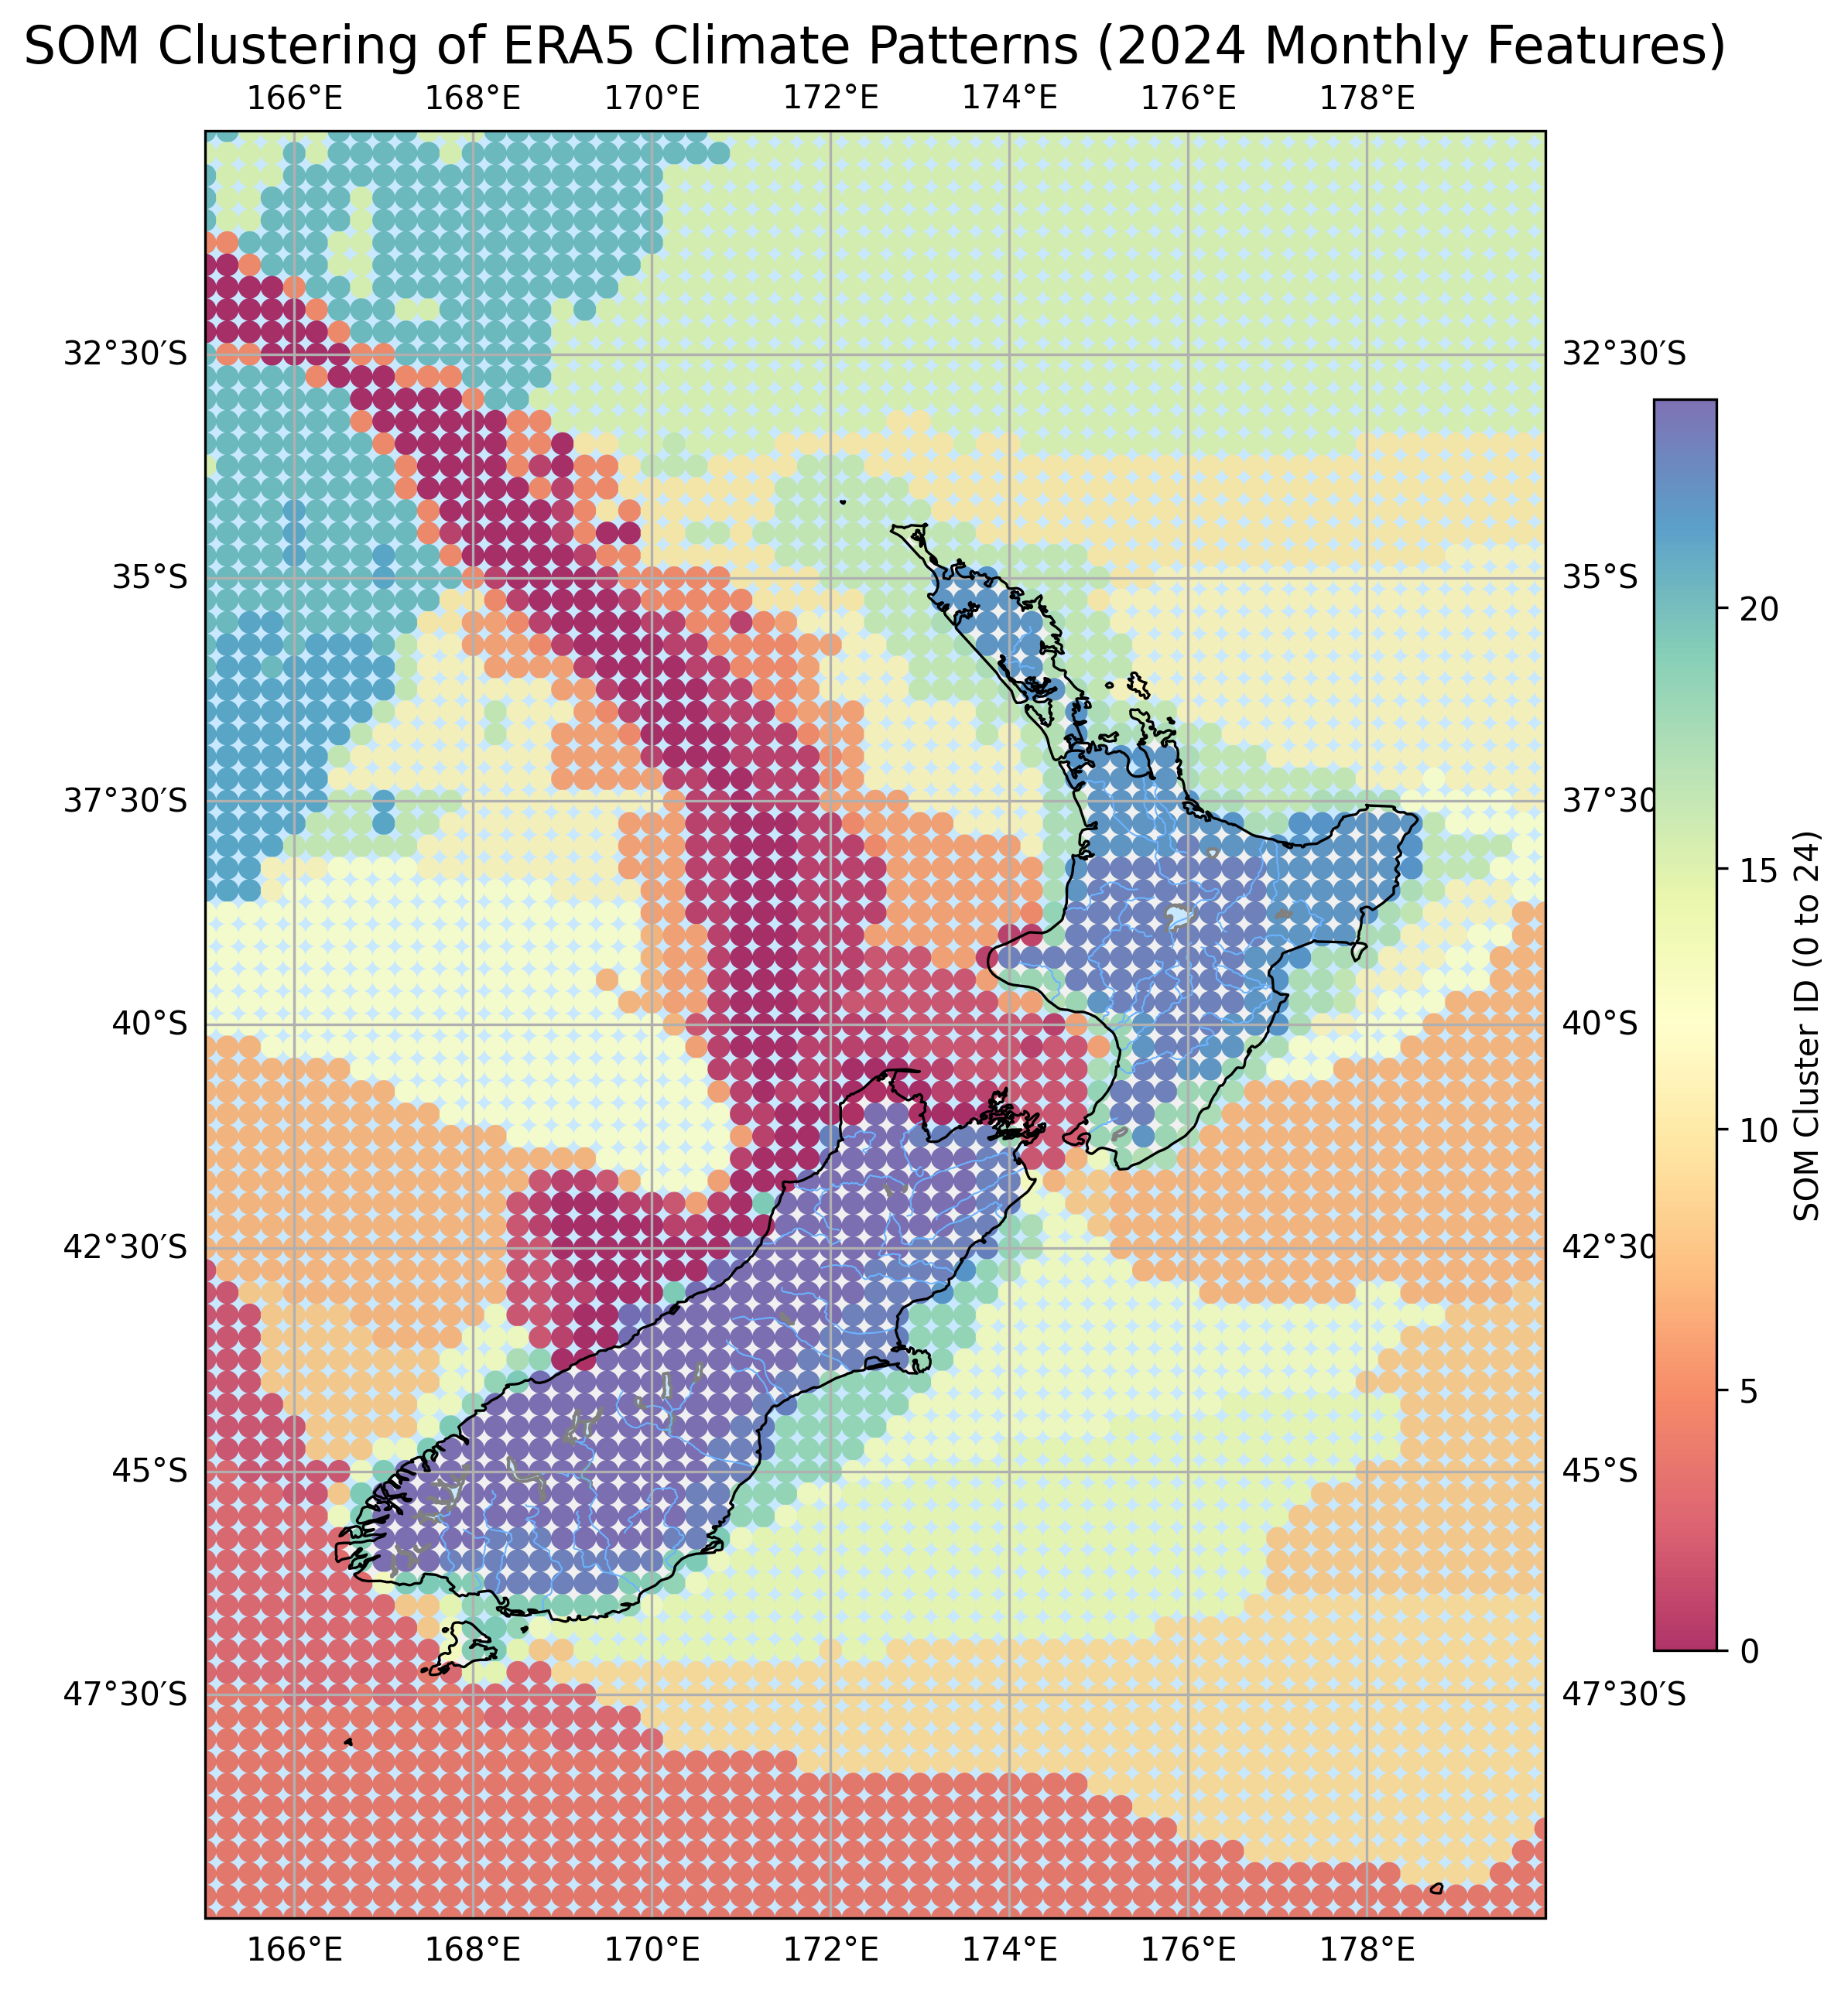 SOM Clustering of ERA5 Climate Patterns (2024 Monthly Features)
166°E 168°E 170°E 172°E 174°E 176°E 178°E
32°30′S 32°30′S
35°S 35°S
20
37°30′S 37°30
15
40°S 40°S
10
42°30′S 42°30
5
45°S 45°S
0
47°30′S 47°30′S
SOM Cluster ID (0 to 24)
166°E 168°E 170°E 172°E 174°E 176°E 178°E